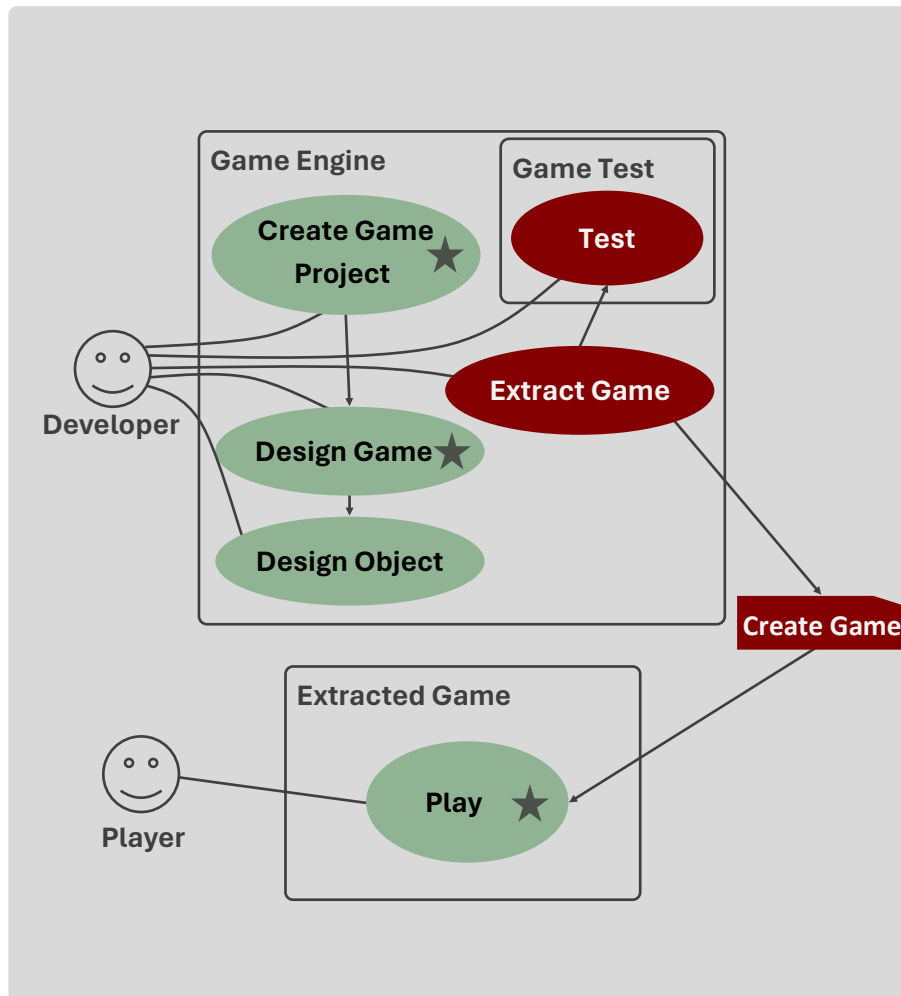 Game Engine
Game Test
Create Game
Project
Test
Extract Game
Developer
Design Game
Design Object
Create Game
Extracted Game
Play
Player